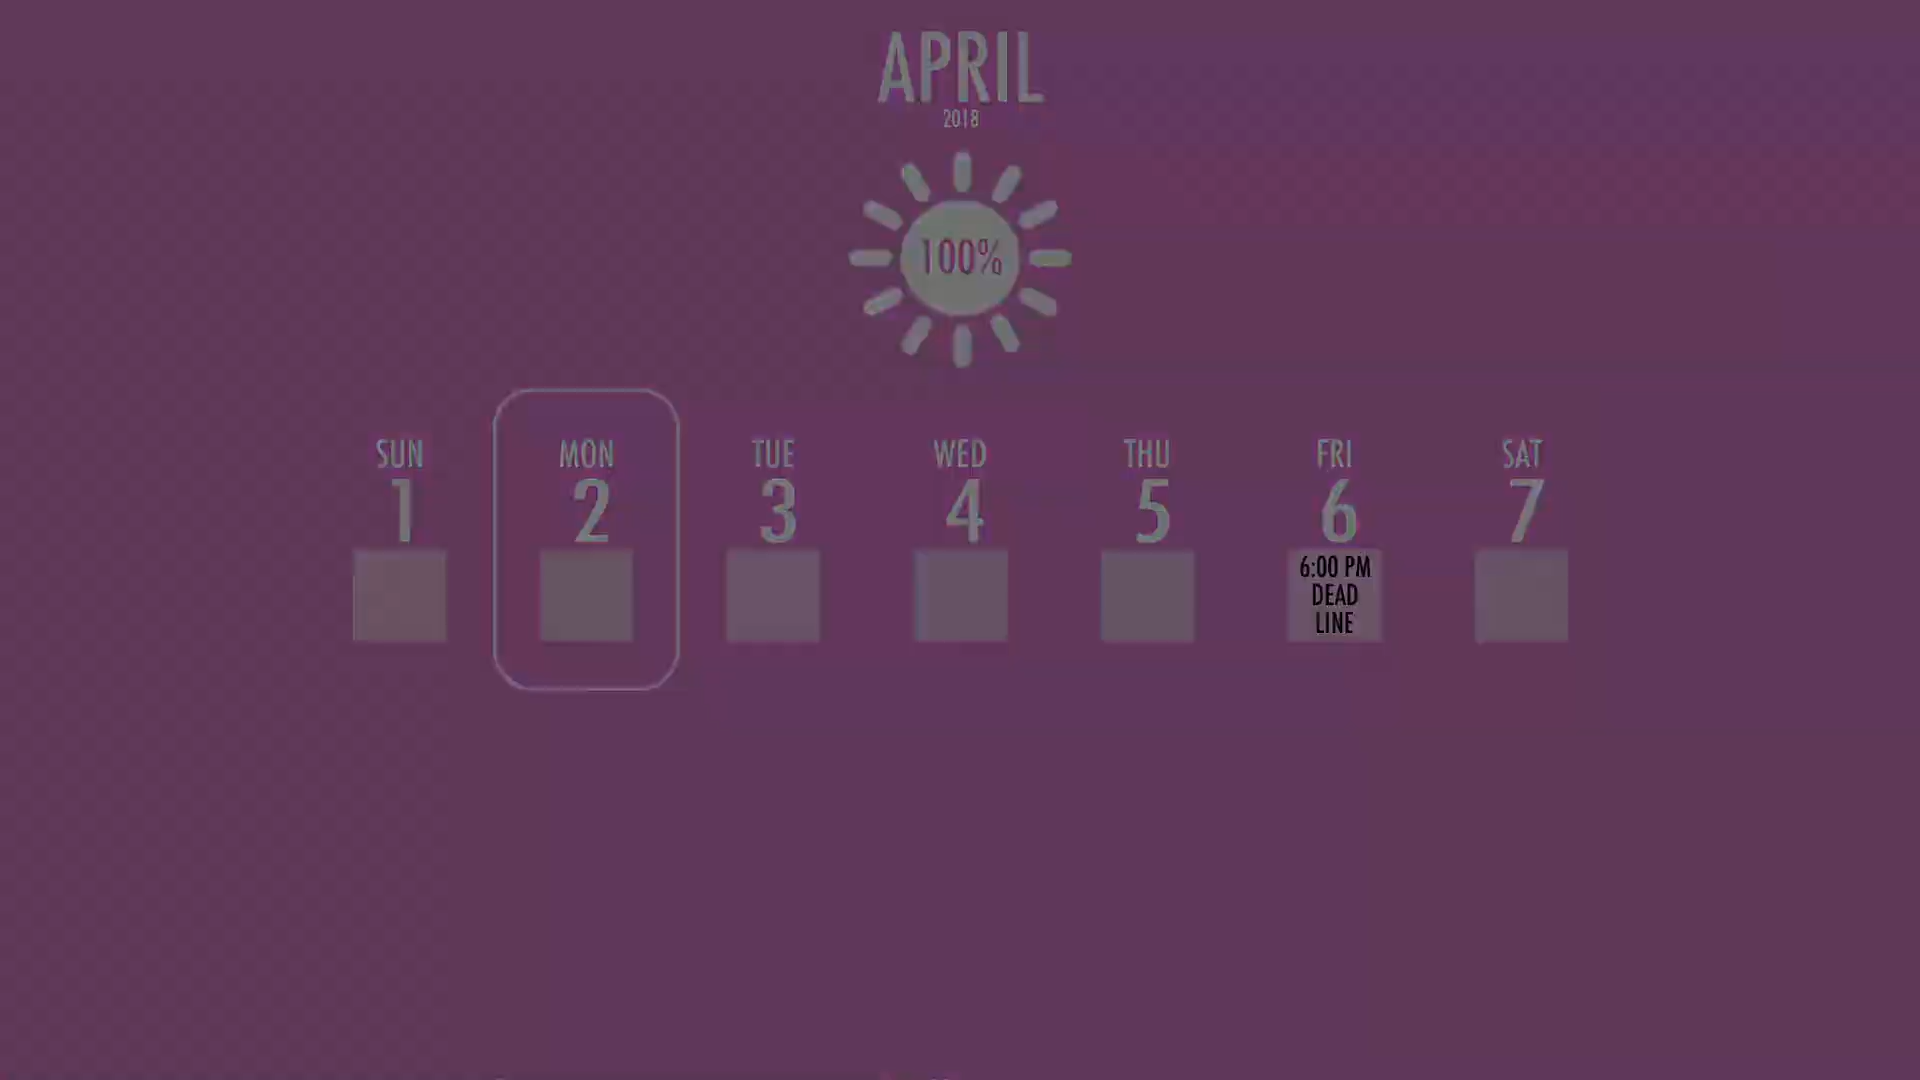 APRIL
2018
100%
SUN MON TUE WED THU FRI SAT
1 2 3 4 5 6 7
6:00 PM
DEAD
LINE